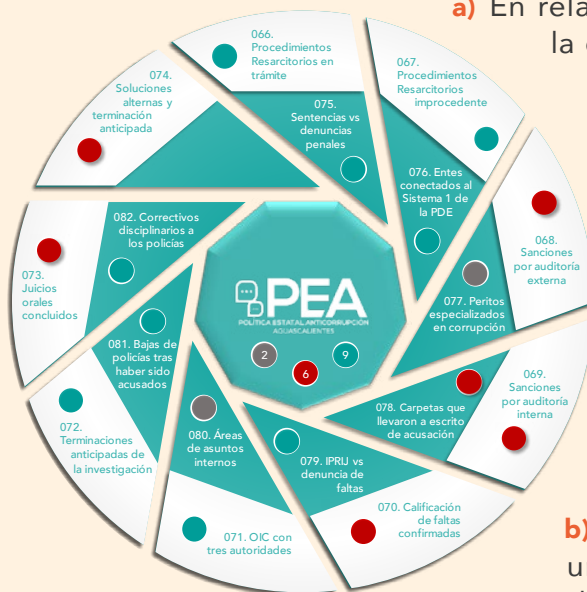 a) En rela
la
066.
Procedimientos
Resarcitorios en
trámite
067.
Procedimientos
Resarcitorios
improcedente
068.
Sanciones
por auditoría
externa
069.
Sanciones
por auditoría
interna
070. Calificación
de faltas
confirmadas
071. OIC con
tres autoridades
072.
Terminaciones
anticipadas de
la investigación
073.
Juicios
orales
concluidos
074.
Soluciones
alternas y
terminación
anticipada
075.
Sentencias vs
denuncias
penales
076. Entes
conectados al
Sistema 1 de
la PDE
077. Peritos
especializados
en corrupción
078. Carpetas que
llevaron a escrito
de acusación
079. IPRIJ vs
denuncia de
faltas
080. Áreas
de asuntos
internos
081. Bajas de
policías tras
haber sido
acusados
082. Correctivos
disciplinarios a
los policías
PEA
POLÍTICA ESTATAL ANTICORRUPCIÓN
AGUASCALIENTES
2
6
9
b)
u